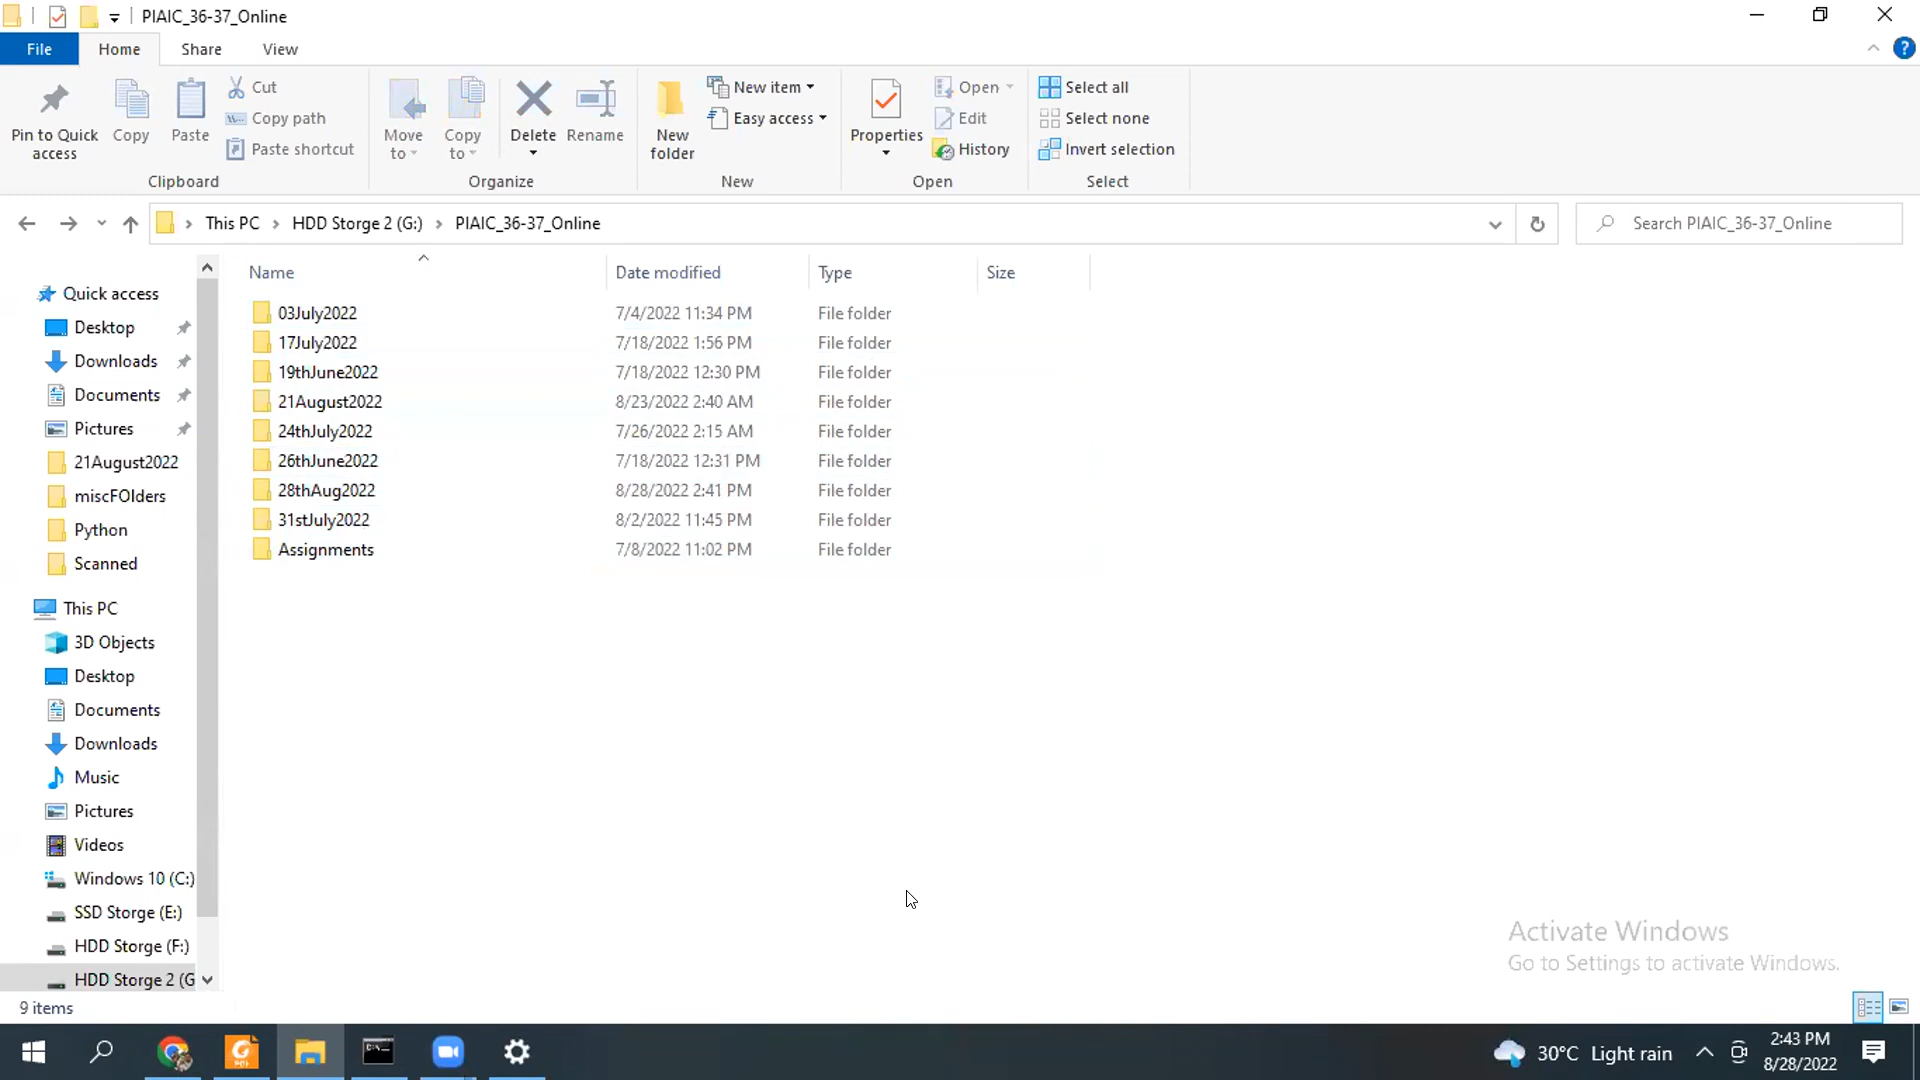 PIAIC_36-37_Online
File Home Share View
Pin to Quick access
Copy
Paste
Cut
Copy path
Paste shortcut
Clipboard
Move to
Copy to
Delete
Rename
Organize
New folder
New item
Easy access
New
Properties
Open
Edit
History
Open
Select all
Select none
Invert selection
Select
This PC > HDD Storge 2 (G:) > PIAIC_36-37_Online
Search PIAIC_36-37_Online
Quick access
Desktop
Downloads
Documents
Pictures
21August2022
miscFOlders
Python
Scanned
This PC
3D Objects
Desktop
Documents
Downloads
Music
Pictures
Videos
Windows 10 (C:)
SSD Storge (E:)
HDD Storge (F:)
HDD Storge 2 (G
Name Date modified Type Size
03July2022 7/4/2022 11:34 PM File folder
17July2022 7/18/2022 1:56 PM File folder
19thJune2022 7/18/2022 12:30 PM File folder
21August2022 8/23/2022 2:40 AM File folder
24thJuly2022 7/26/2022 2:15 AM File folder
26thJune2022 7/18/2022 12:31 PM File folder
28thAug2022 8/28/2022 2:41 PM File folder
31stJuly2022 8/2/2022 11:45 PM File folder
Assignments 7/8/2022 11:02 PM File folder
Activate Windows
Go to Settings to activate Windows.
9 items
30°C Light rain
2:43 PM
8/28/2022